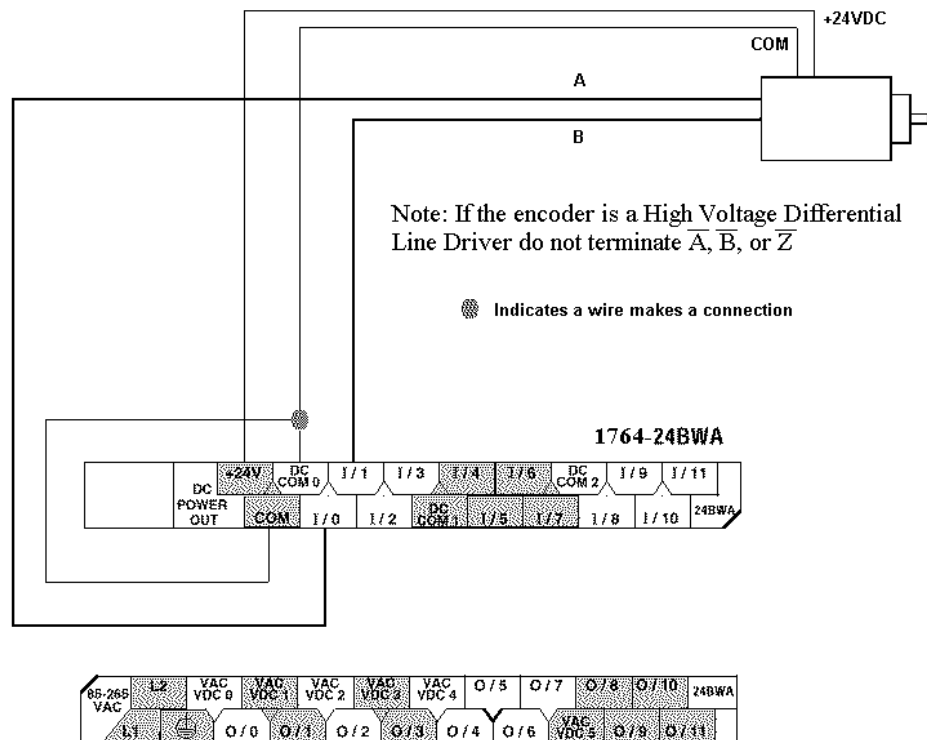 +24VDC
COM
A
B
Note: If the encoder is a High Voltage Differential
Line Driver do not terminate A̅, B̅, or Z̅
Indicates a wire makes a connection
1764-24BWA
+24V DC COM 0 I/1 I/3 I/4 I/6 DC COM 2 I/9 I/11
DC POWER OUT COM I/0 I/2 DC COM 1 I/5 I/7 I/8 I/10 24BWA
85-265 VAC L2 VAC VDC 0 VAC VDC 1 VAC VDC 2 VAC VDC 3 VAC VDC 4 O/5 O/7 O/8 O/10 24BWA
L1 O/0 O/1 O/2 O/3 O/4 O/6 VAC VDC 5 O/9 O/11